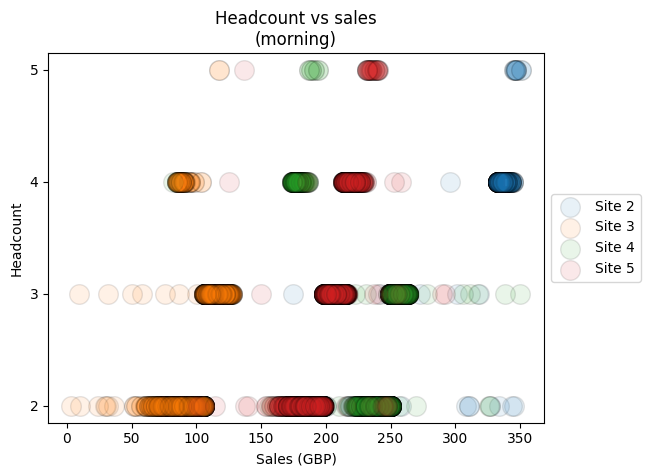 Headcount vs sales
(morning)
5
4
3
2
Headcount
0
50
100
150
200
250
300
350
Sales (GBP)
Site 2
Site 3
Site 4
Site 5